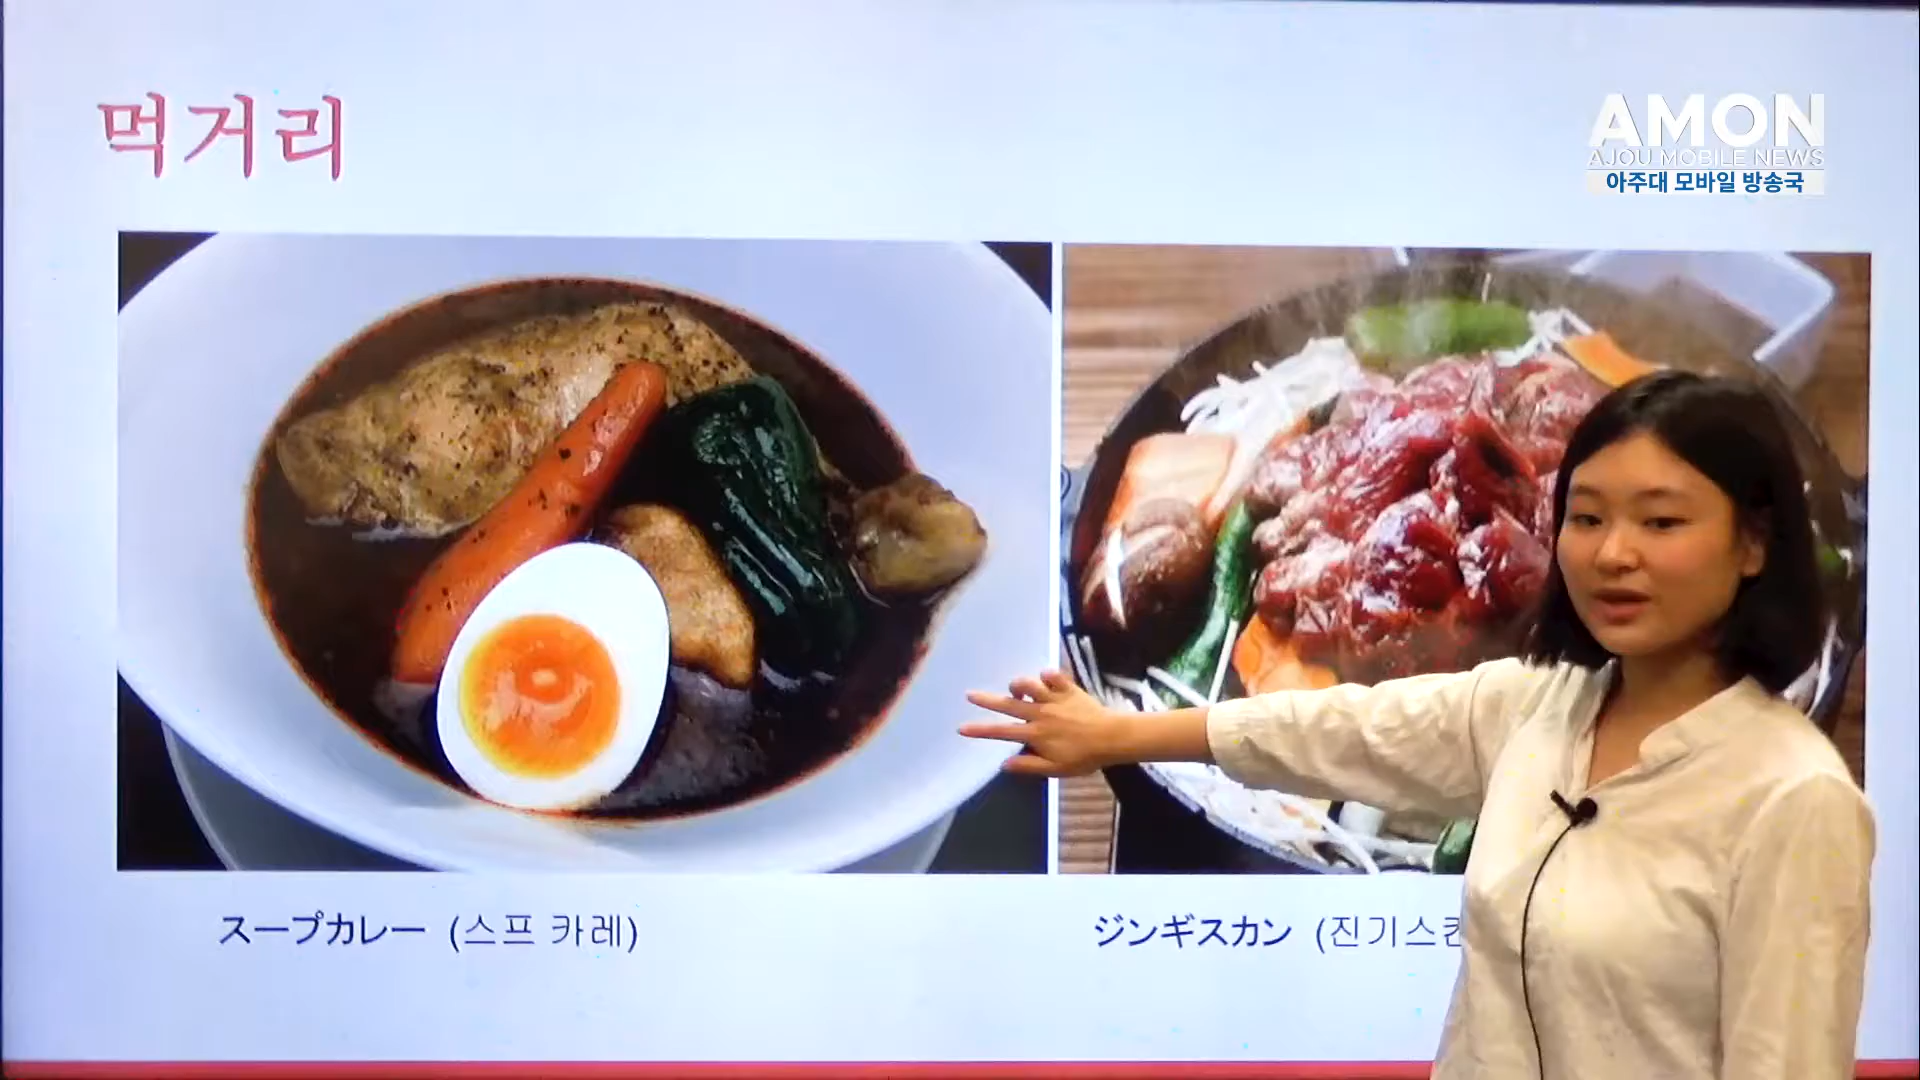 먹거리
AMON
AJOU MOBILE NEWS
아주대 모바일 방송국
スープカレー (스프 카레)
ジンギスカン (진기스칸